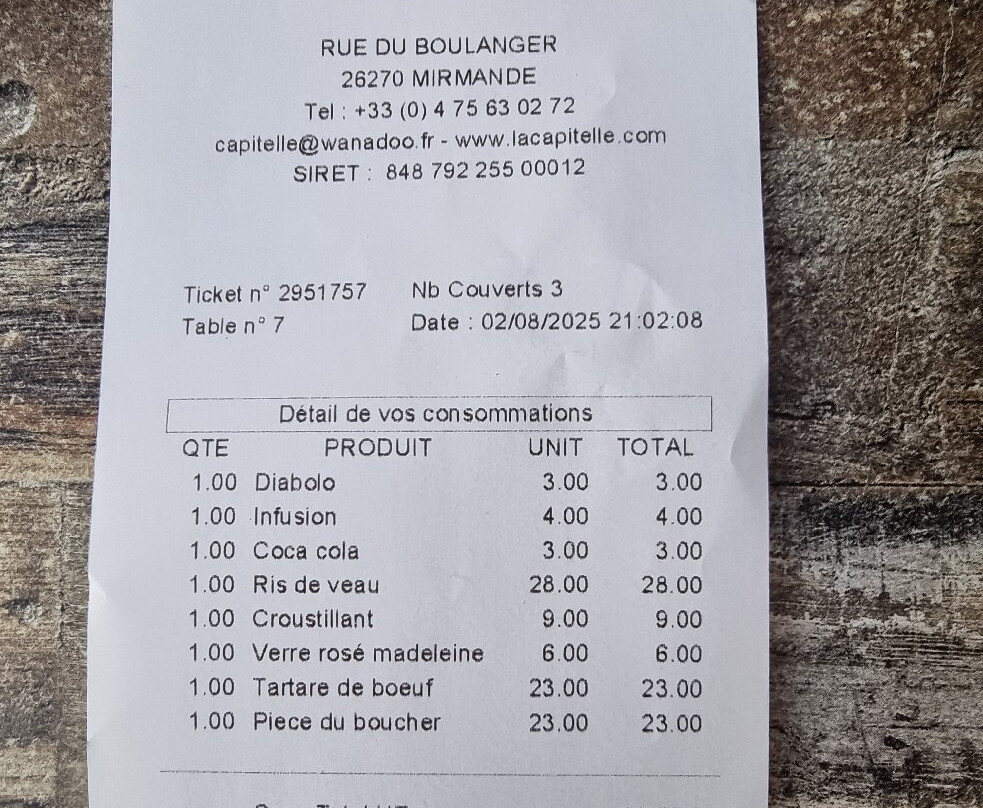 RUE DU BOULANGER
26270 MIRMANDE
Tel : +33 (0) 4 75 63 02 72
capitelle@wanadoo.fr - www.lacapitelle.com
SIRET : 848 792 255 00012
Ticket n° 2951757 Nb Couverts 3
Table n° 7 Date : 02/08/2025 21:02:08
Détail de vos consommations
QTE PRODUIT UNIT TOTAL
1.00 Diabolo 3.00 3.00
1.00 Infusion 4.00 4.00
1.00 Coca cola 3.00 3.00
1.00 Ris de veau 28.00 28.00
1.00 Croustillant 9.00 9.00
1.00 Verre rosé madeleine 6.00 6.00
1.00 Tartare de boeuf 23.00 23.00
1.00 Piece du boucher 23.00 23.00